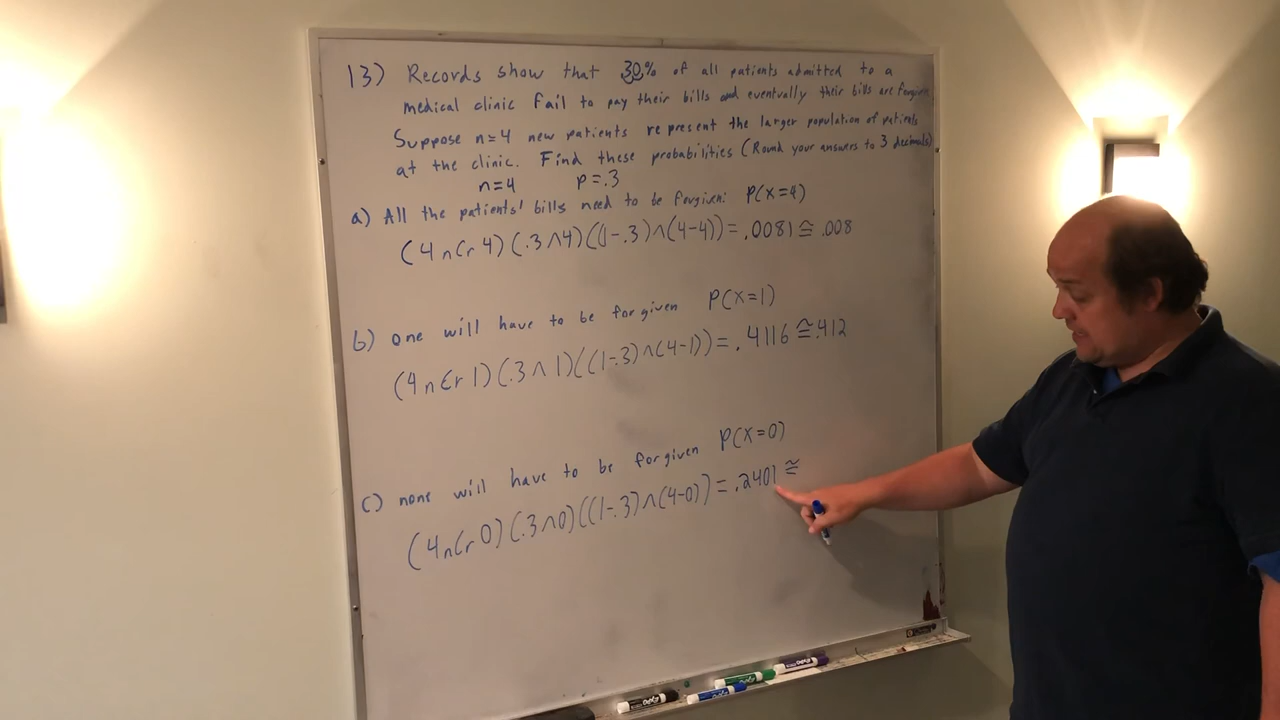 13) Records show that 30% of all patients admitted to a
medical clinic fail to pay their bills and eventually their bills are forgiven
Suppose n=4 new patients represent the larger population of patients
at the clinic. Find these probabilities (Round your answers to 3 decimals)
n=4 p=.3
a) All the patients' bills need to be forgiven: P(X=4)
(4 nCr 4)(.3^4)((1-.3)^(4-4))=.0081≅.008
b) one will have to be forgiven P(X=1)
(4 nCr 1)(.3^1)((1-.3)^(4-1))=.4116≅.412
c) none will have to be forgiven P(X=0)
(4nCr 0)(.3^0)((1-.3)^(4-0))=.2401≅